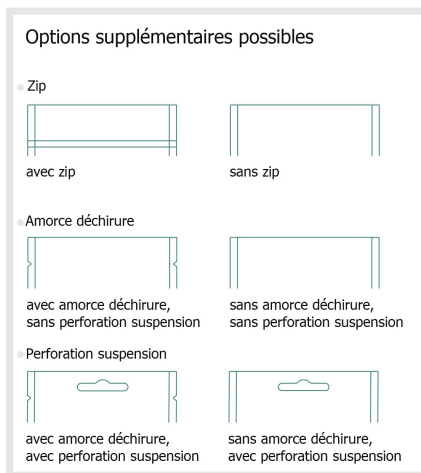 Options supplémentaires possibles
Zip
avec zip
sans zip
Amorce déchirure
avec amorce déchirure,
sans perforation suspension
sans amorce déchirure,
sans perforation suspension
Perforation suspension
avec amorce déchirure,
avec perforation suspension
sans amorce déchirure,
avec perforation suspension